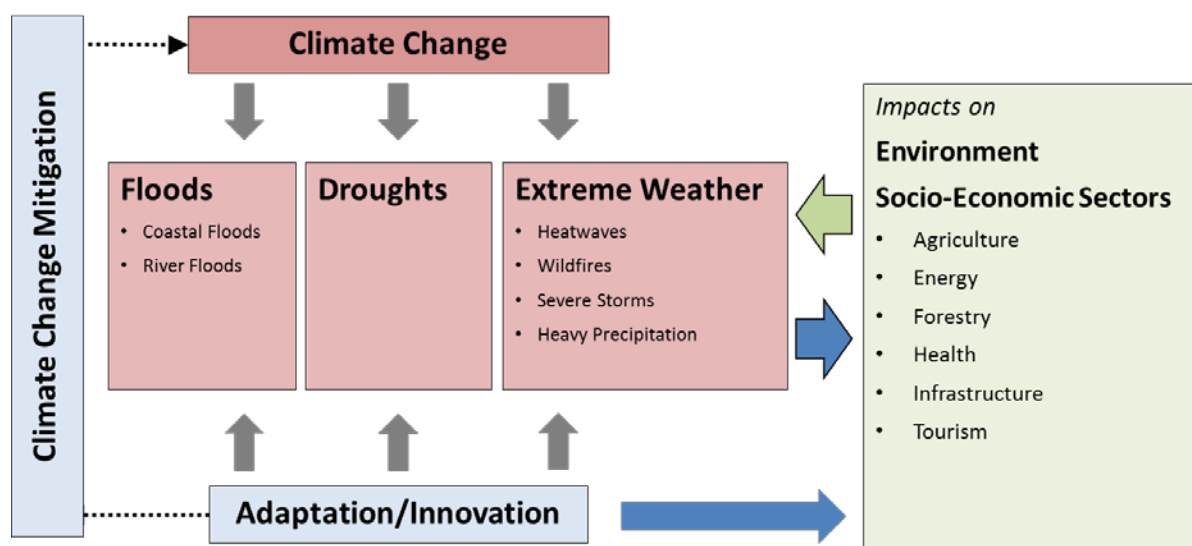 Climate Change Mitigation
Climate Change
Floods
• Coastal Floods
• River Floods
Droughts
Extreme Weather
• Heatwaves
• Wildfires
• Severe Storms
• Heavy Precipitation
Impacts on
Environment
Socio-Economic Sectors
• Agriculture
• Energy
• Forestry
• Health
• Infrastructure
• Tourism
Adaptation/Innovation